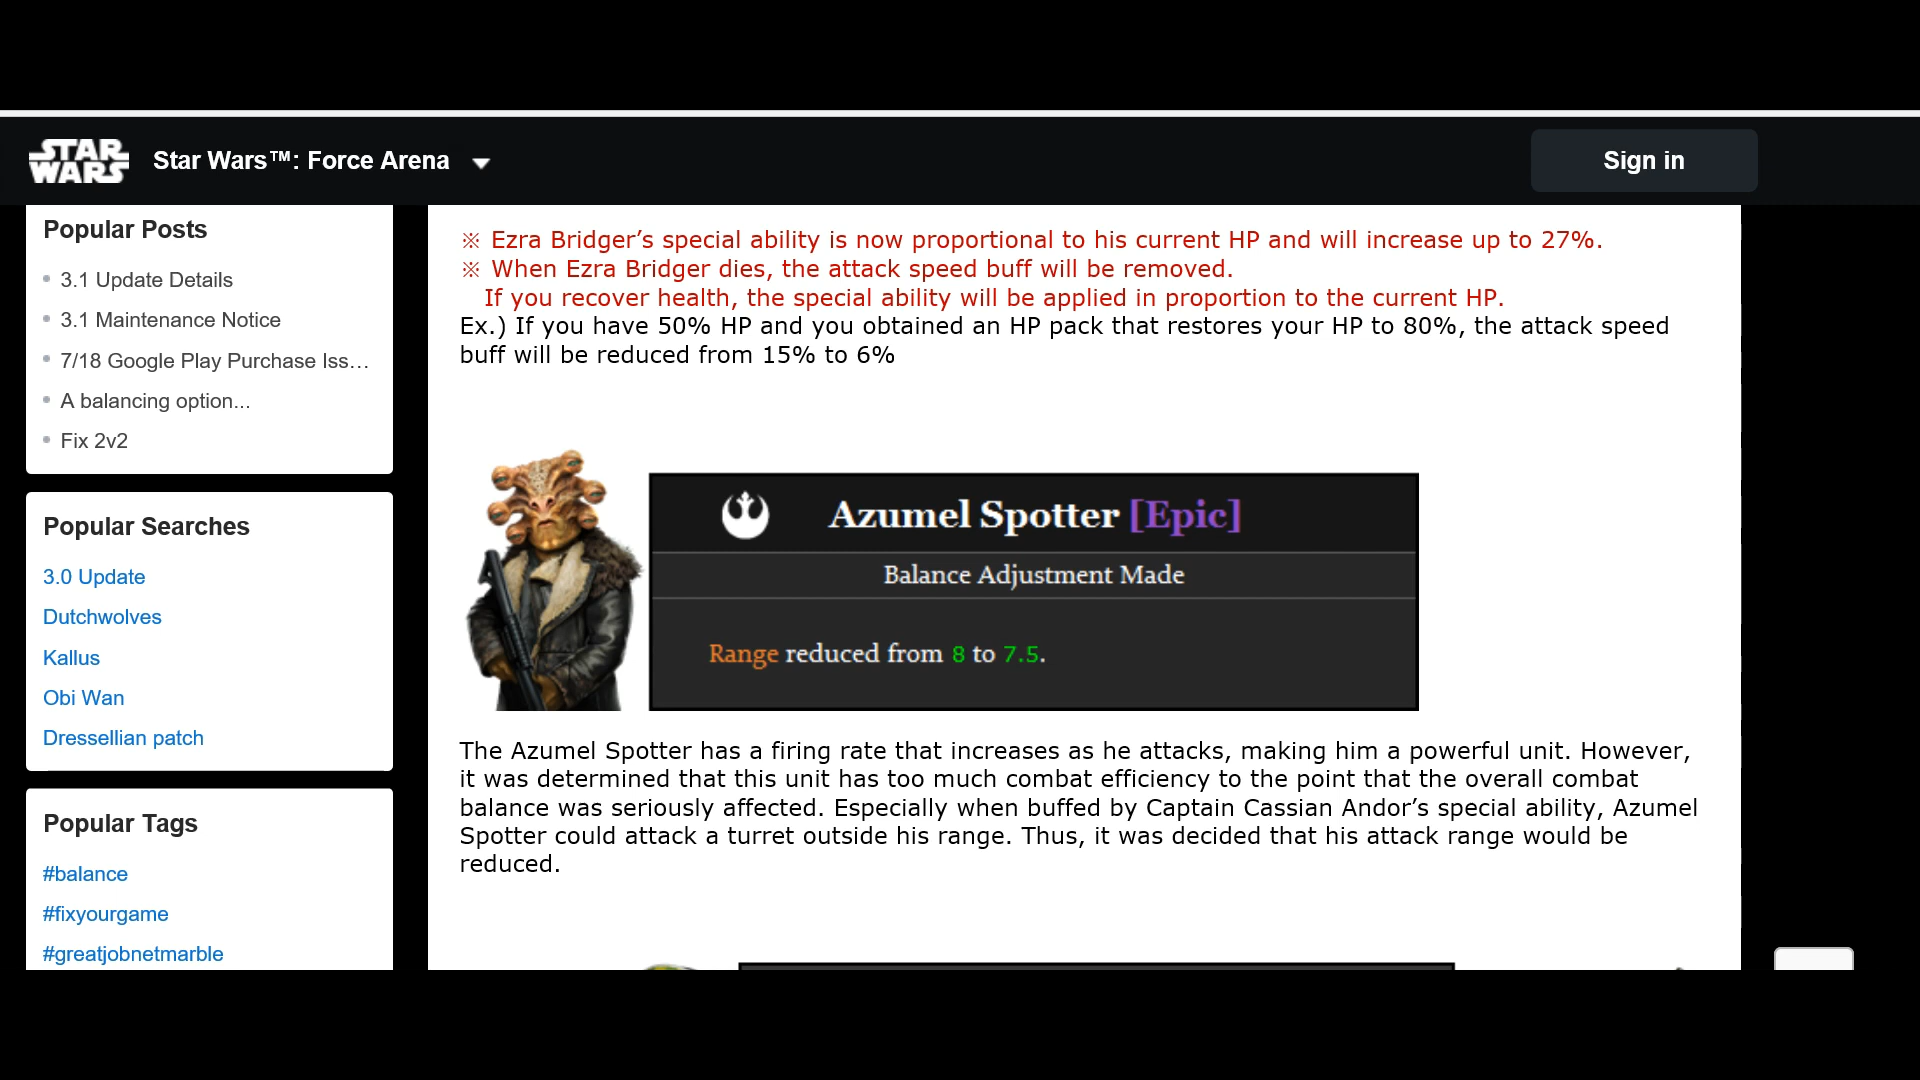 STAR
WARS
Star Wars™: Force Arena
Sign in
Popular Posts
3.1 Update Details
3.1 Maintenance Notice
7/18 Google Play Purchase Iss...
A balancing option...
Fix 2v2
Popular Searches
3.0 Update
Dutchwolves
Kallus
Obi Wan
Dressellian patch
Popular Tags
#balance
#fixyourgame
#greatjobnetmarble
※ Ezra Bridger’s special ability is now proportional to his current HP and will increase up to 27%.
※ When Ezra Bridger dies, the attack speed buff will be removed.
If you recover health, the special ability will be applied in proportion to the current HP.
Ex.) If you have 50% HP and you obtained an HP pack that restores your HP to 80%, the attack speed
buff will be reduced from 15% to 6%
Azumel Spotter [Epic]
Balance Adjustment Made
Range reduced from 8 to 7.5.
The Azumel Spotter has a firing rate that increases as he attacks, making him a powerful unit. However,
it was determined that this unit has too much combat efficiency to the point that the overall combat
balance was seriously affected. Especially when buffed by Captain Cassian Andor’s special ability, Azumel
Spotter could attack a turret outside his range. Thus, it was decided that his attack range would be
reduced.